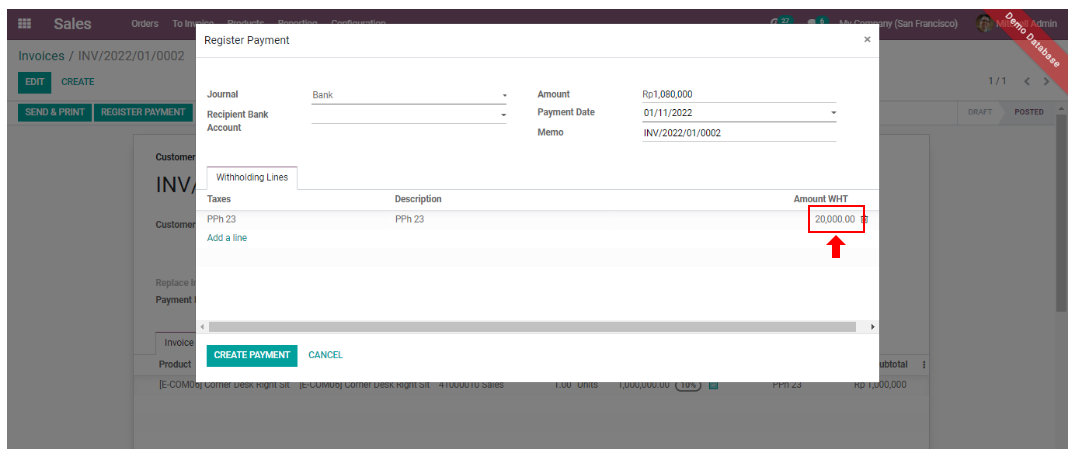 Sales Orders To Invoice Products Reporting Configuration 27 6 My Company (San Francisco) Mitchell Admin
Demo Database
Invoices / INV/2022/01/0002
EDIT CREATE 1 / 1
SEND & PRINT REGISTER PAYMENT DRAFT POSTED
Register Payment ×
Journal Bank Amount Rp1,080,000
Recipient Bank Payment Date 01/11/2022
Account Memo INV/2022/01/0002
Customer
INV/
Withholding Lines
Taxes Description Amount WHT
PPh 23 PPh 23 20,000.00
Customer
Add a line
Replace
Payment
Invoice
CREATE PAYMENT CANCEL
Product ubtotal
[E-COM06] Corner Desk Right Sit [E-COM06] Corner Desk Right Sit 41000010 Sales 1.00 Units 1,000,000.00 (10%) PPh 23 Rp 1,000,000